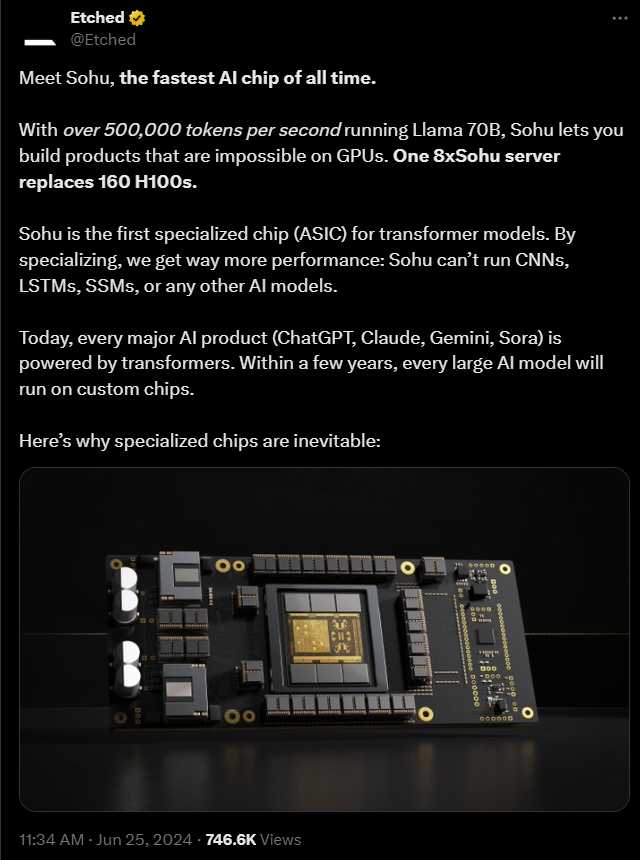 Etched
@Etched
Meet Sohu, the fastest AI chip of all time.
With over 500,000 tokens per second running Llama 70B, Sohu lets you
build products that are impossible on GPUs. One 8xSohu server
replaces 160 H100s.
Sohu is the first specialized chip (ASIC) for transformer models. By
specializing, we get way more performance: Sohu can’t run CNNs,
LSTMs, SSMs, or any other AI models.
Today, every major AI product (ChatGPT, Claude, Gemini, Sora) is
powered by transformers. Within a few years, every large AI model will
run on custom chips.
Here’s why specialized chips are inevitable:
11:34 AM · Jun 25, 2024 · 746.6K Views